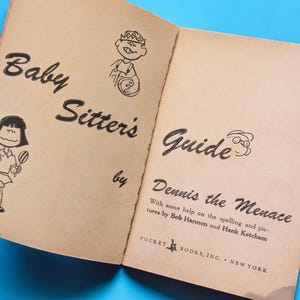 Baby
Sitter's
by
Guide
Dennis the Menace
With some help on the spelling and pic-
tures by Bob Harmon and Hank Ketcham
POCKET BOOKS, INC. • NEW YORK